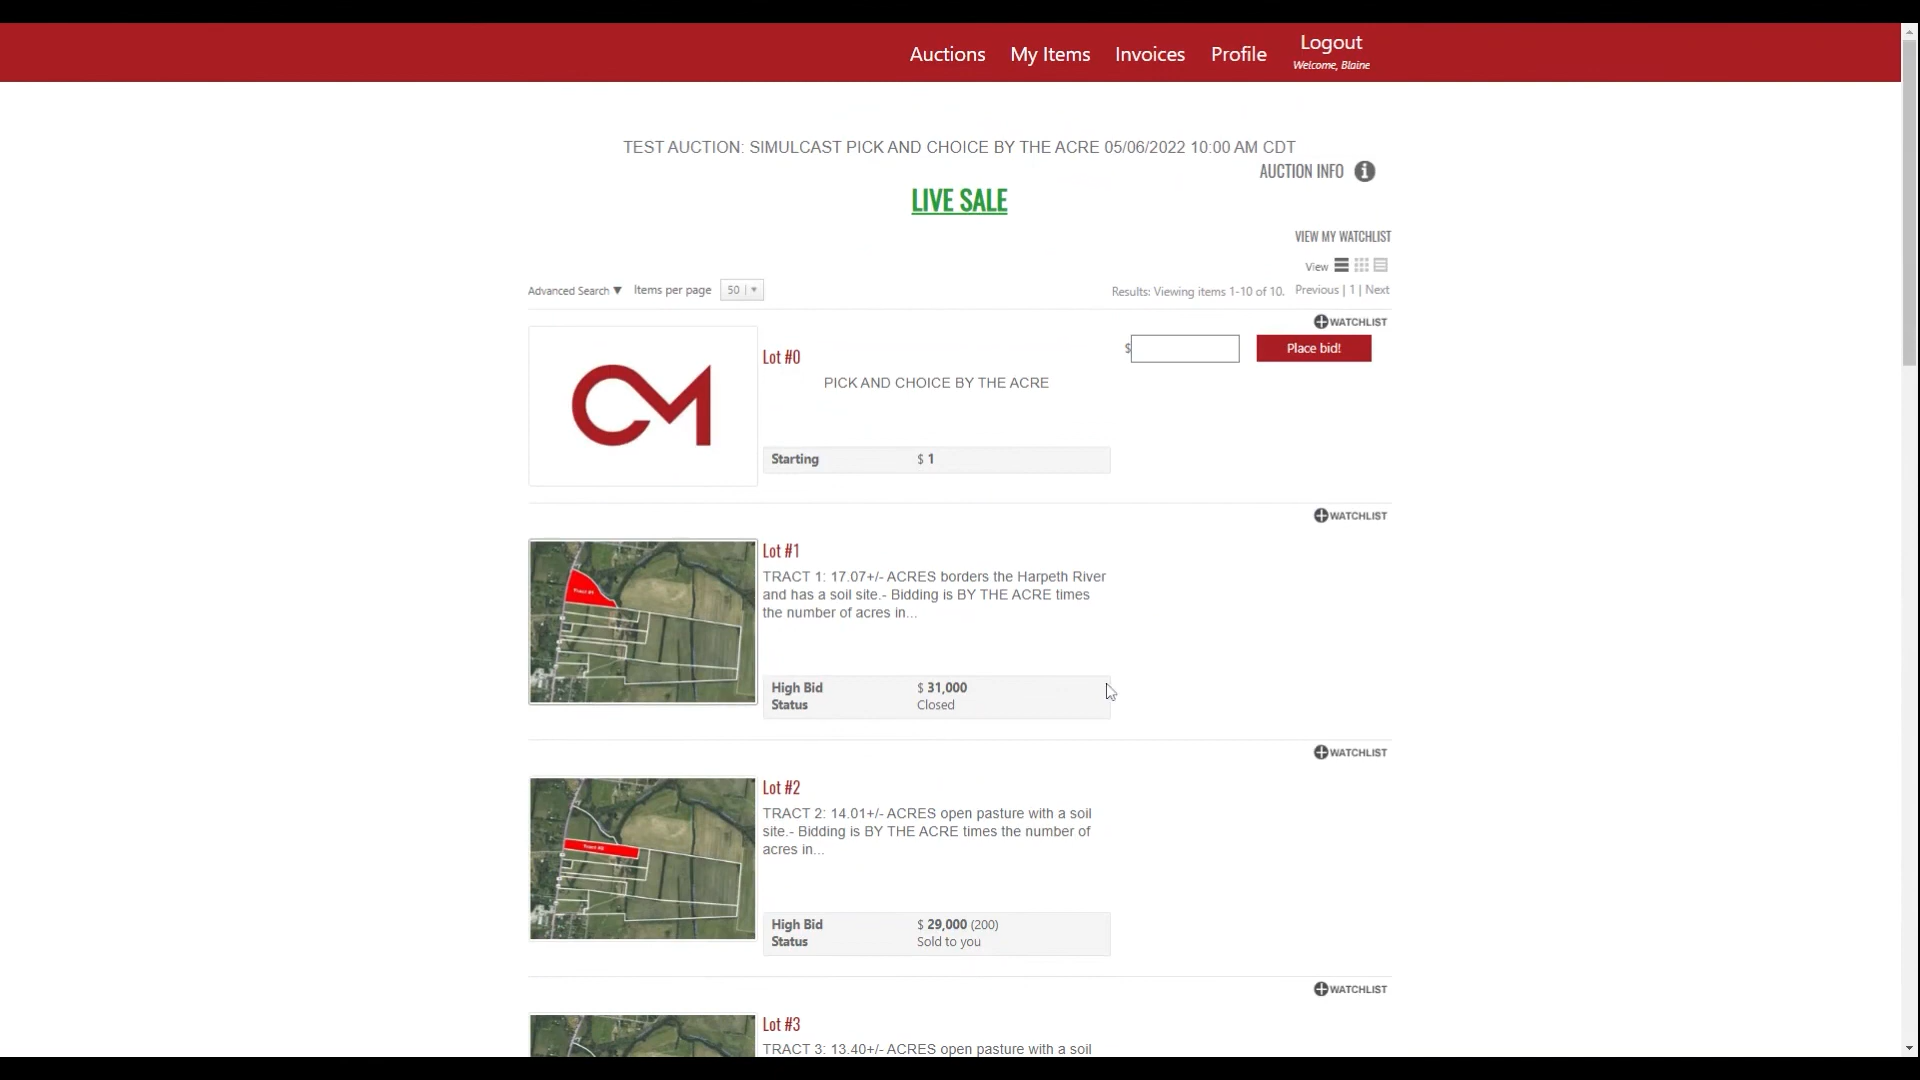 Auctions My Items Invoices Profile Logout
Welcome, Blaine
TEST AUCTION: SIMULCAST PICK AND CHOICE BY THE ACRE 05/06/2022 10:00 AM CDT
AUCTION INFO
LIVE SALE
VIEW MY WATCHLIST
View
Advanced Search ▼ Items per page 50 Results: Viewing items 1-10 of 10. Previous | 1 | Next
WATCHLIST
CM
Lot #0
$ Place bid!
PICK AND CHOICE BY THE ACRE
Starting $ 1
WATCHLIST
Lot #1
TRACT 1: 17.07+/- ACRES borders the Harpeth River
and has a soil site.- Bidding is BY THE ACRE times
the number of acres in...
Tract #1
High Bid $ 31,000
Status Closed
WATCHLIST
Lot #2
TRACT 2: 14.01+/- ACRES open pasture with a soil
site.- Bidding is BY THE ACRE times the number of
acres in...
Tract #2
High Bid $ 29,000 (200)
Status Sold to you
WATCHLIST
Lot #3
TRACT 3: 13.40+/- ACRES open pasture with a soil